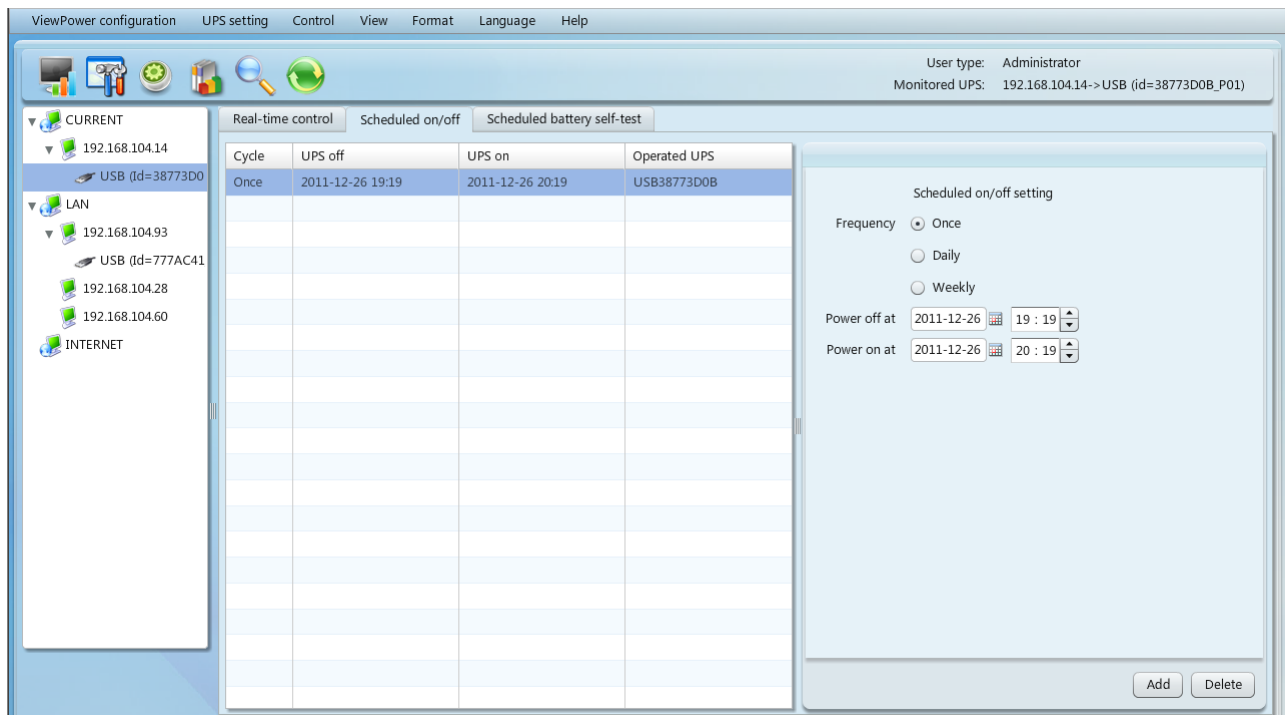 ViewPower configuration UPS setting Control View Format Language Help
User type: Administrator
Monitored UPS: 192.168.104.14->USB (id=38773D0B_P01)
CURRENT
192.168.104.14
USB (Id=38773D0
LAN
192.168.104.93
USB (Id=777AC41
192.168.104.28
192.168.104.60
INTERNET
Real-time control Scheduled on/off Scheduled battery self-test
Cycle UPS off UPS on Operated UPS
Once 2011-12-26 19:19 2011-12-26 20:19 USB38773D0B
Scheduled on/off setting
Frequency Once
Daily
Weekly
Power off at 2011-12-26 19 : 19
Power on at 2011-12-26 20 : 19
Add Delete